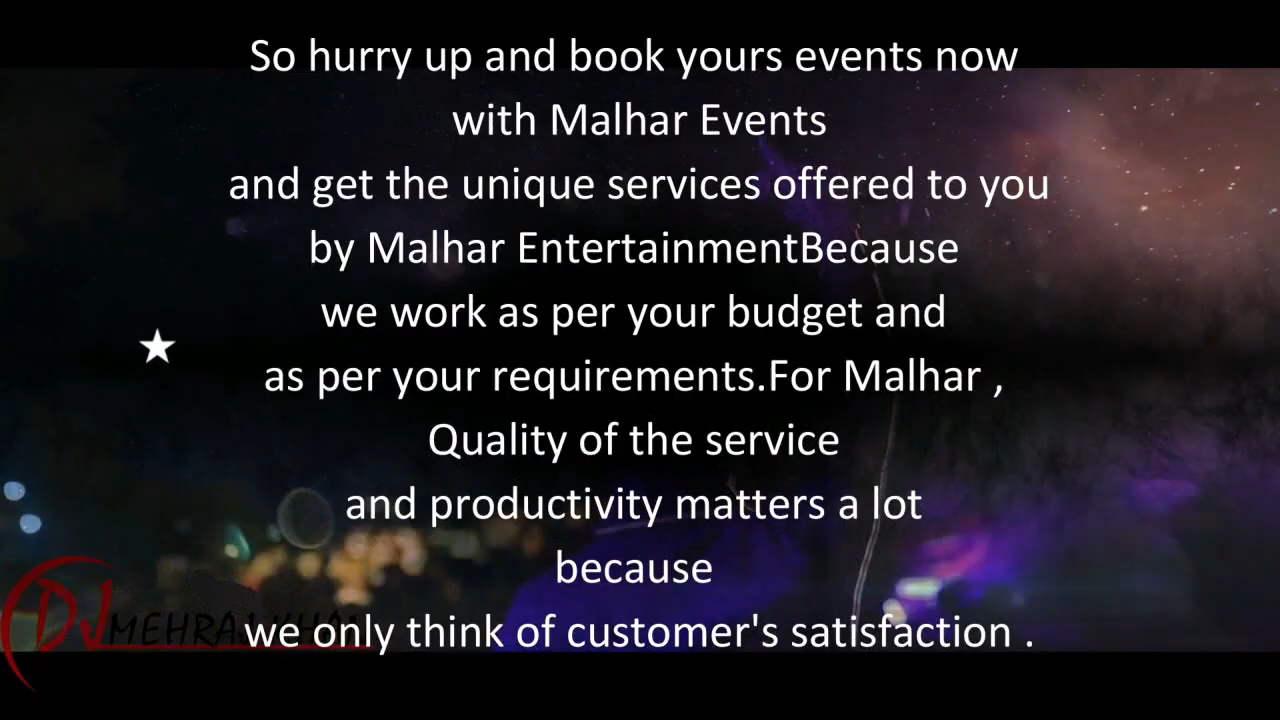 So hurry up and book yours events now
with Malhar Events
and get the unique services offered to you
by Malhar EntertainmentBecause
we work as per your budget and
as per your requirements.For Malhar ,
Quality of the service
and productivity matters a lot
because
we only think of customer's satisfaction .
DJ